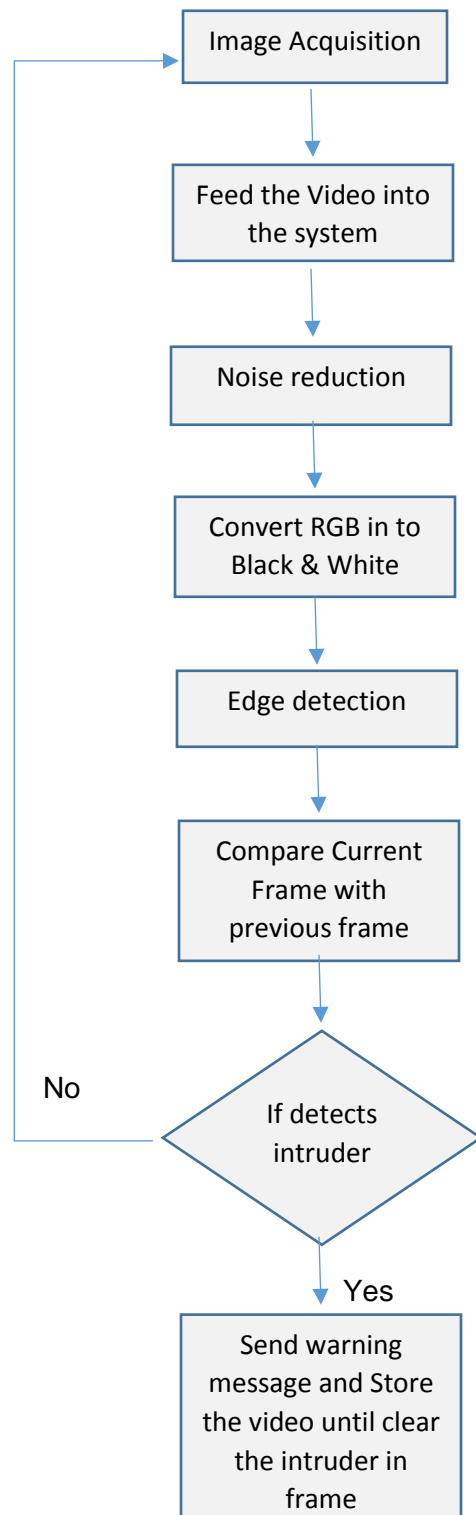 Image Acquisition
Feed the Video into
the system
Noise reduction
Convert RGB in to
Black & White
Edge detection
Compare Current
Frame with
previous frame
No
If detects
intruder
Yes
Send warning
message and Store
the video until clear
the intruder in
frame